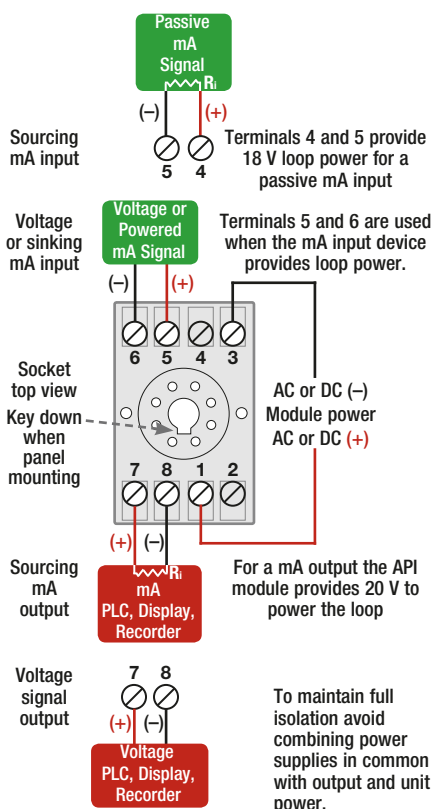 Passive
mA
Signal
Ri
(–) (+)
Sourcing
mA input
5 4
Terminals 4 and 5 provide
18 V loop power for a
passive mA input
Voltage
or sinking
mA input
Voltage or
Powered
mA Signal
Terminals 5 and 6 are used
when the mA input device
provides loop power.
(–) (+)
6 5 4 3
Socket
top view
Key down
when
panel
mounting
AC or DC (–)
Module power
AC or DC (+)
7 8 1 2
(+) (–)
Sourcing
mA
output
Ri
mA
PLC, Display,
Recorder
For a mA output the API
module provides 20 V to
power the loop
Voltage
signal
output
7 8
(+) (–)
Voltage
PLC, Display,
Recorder
To maintain full
isolation avoid
combining power
supplies in common
with output and unit
power.